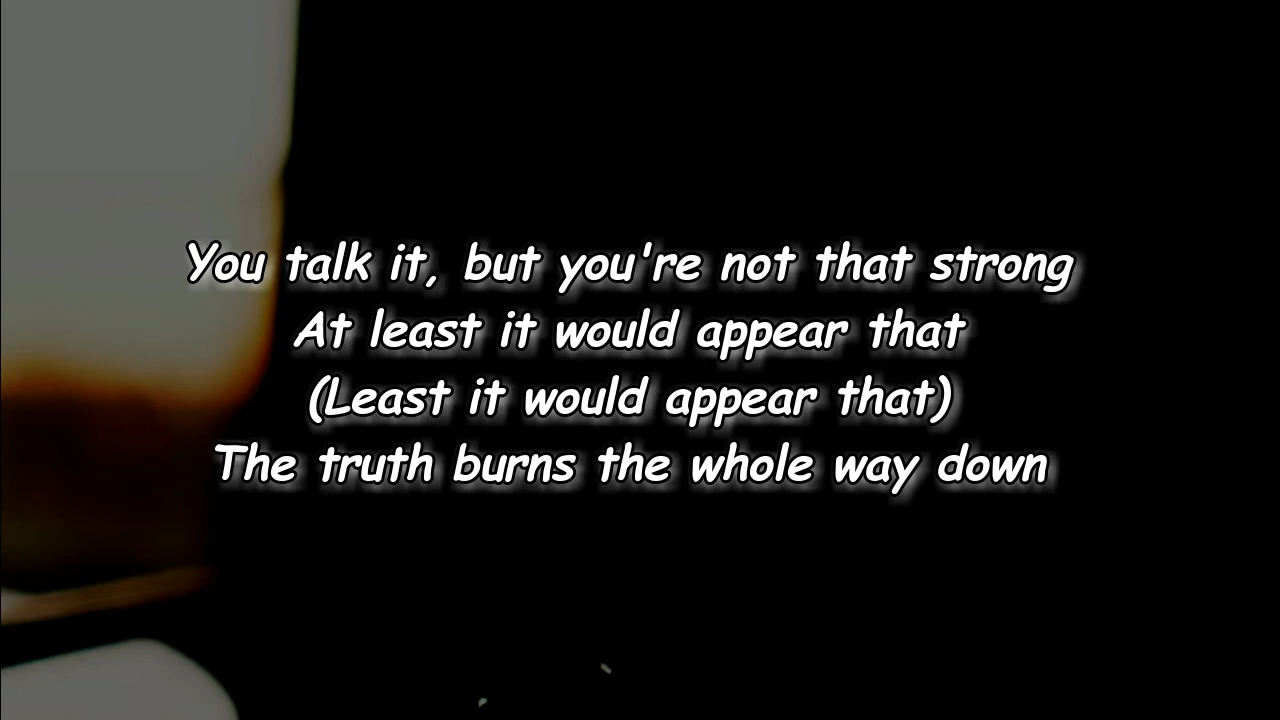 You talk it, but you're not that strong
At least it would appear that
(Least it would appear that)
The truth burns the whole way down